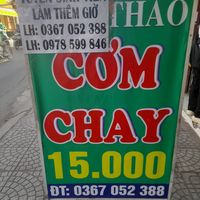 LÀM THÊM GIỜ
LH: 0367 052 388
LH: 0978 599 846
THẢO
CƠM
CHAY
15.000
ĐT: 0367 052 388